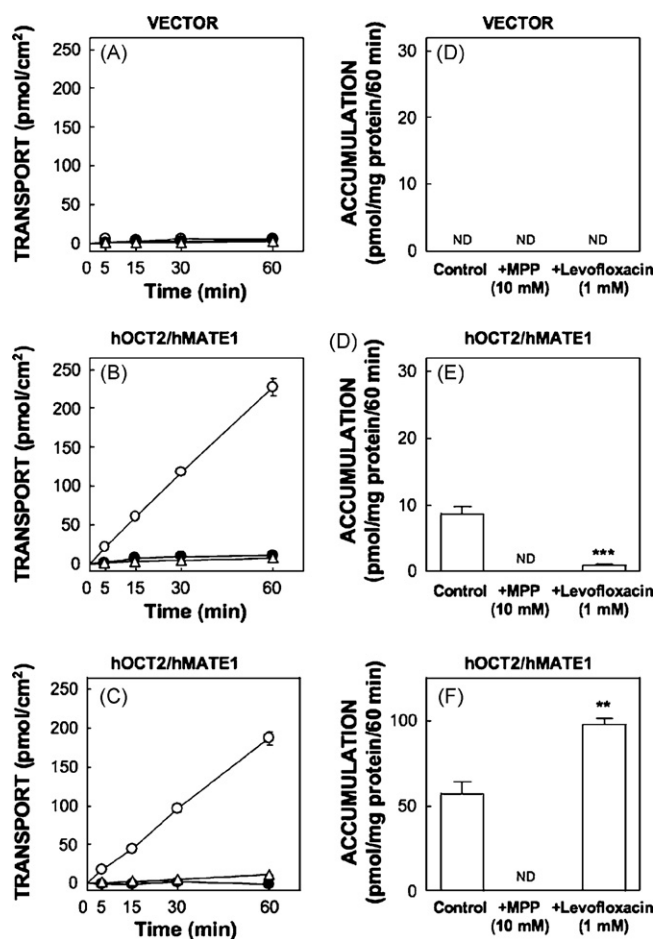 VECTOR
(A)
TRANSPORT (pmol/cm²)
250
200
150
100
50
0
0 5 15 30 60
Time (min)
VECTOR
(D)
ACCUMULATION
(pmol/mg protein/60 min)
30
20
10
0
ND ND ND
Control +MPP +Levofloxacin
(10 mM) (1 mM)
hOCT2/hMATE1
(B)
TRANSPORT (pmol/cm²)
250
200
150
100
50
0
0 5 15 30 60
Time (min)
(D)
hOCT2/hMATE1
(E)
ACCUMULATION
(pmol/mg protein/60 min)
30
20
10
0
ND
***
Control +MPP +Levofloxacin
(10 mM) (1 mM)
hOCT2/hMATE1
(C)
TRANSPORT (pmol/cm²)
250
200
150
100
50
0
0 5 15 30 60
Time (min)
hOCT2/hMATE1
(F)
ACCUMULATION
(pmol/mg protein/60 min)
100
50
0
ND
**
Control +MPP +Levofloxacin
(10 mM) (1 mM)